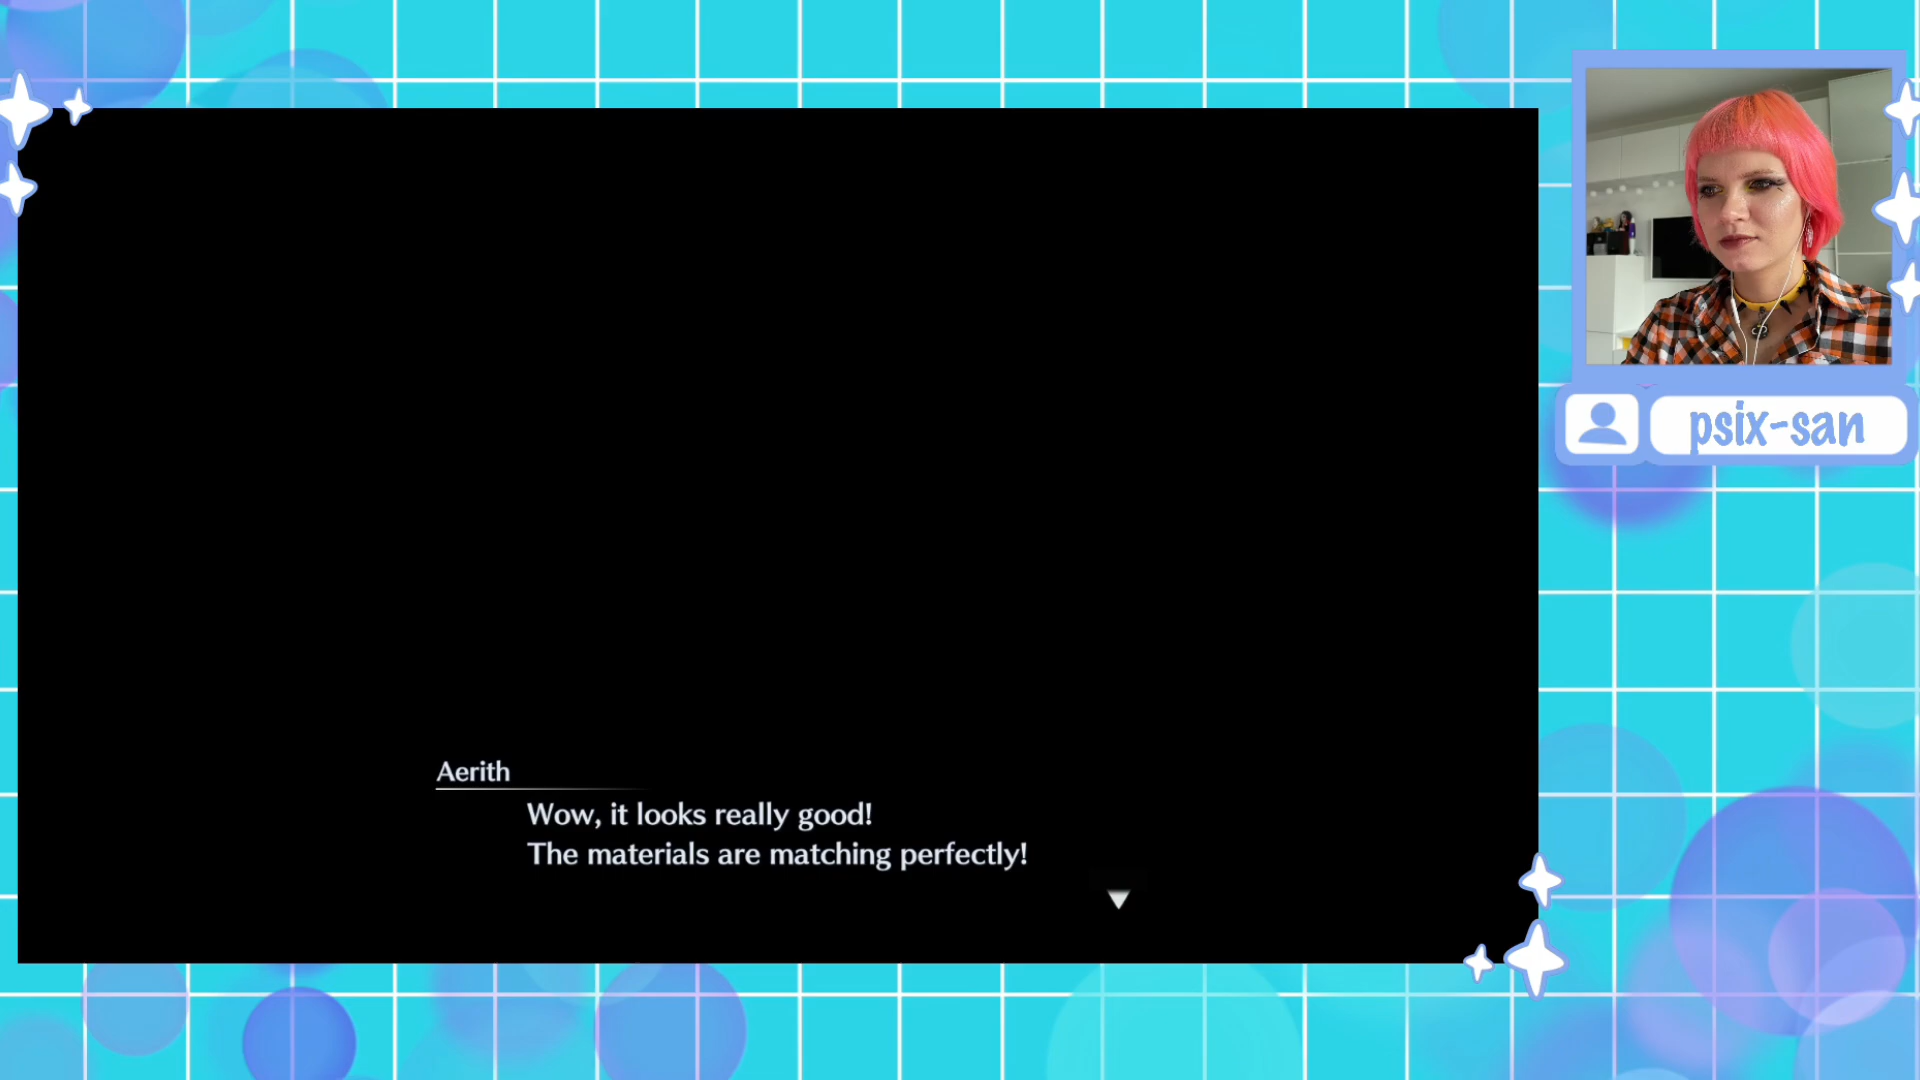 psix-san
Aerith
Wow, it looks really good!
The materials are matching perfectly!